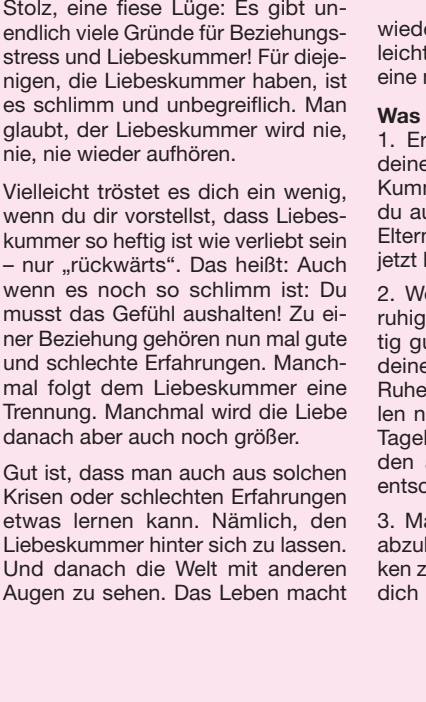 Stolz, eine fiese Lüge: Es gibt un-
endlich viele Gründe für Beziehungs-
stress und Liebeskummer! Für dieje-
nigen, die Liebeskummer haben, ist
es schlimm und unbegreiflich. Man
glaubt, der Liebeskummer wird nie,
nie, nie wieder aufhören.
Vielleicht tröstet es dich ein wenig,
wenn du dir vorstellst, dass Liebes-
kummer so heftig ist wie verliebt sein
– nur „rückwärts“. Das heißt: Auch
wenn es noch so schlimm ist: Du
musst das Gefühl aushalten! Zu ei-
ner Beziehung gehören nun mal gute
und schlechte Erfahrungen. Manch-
mal folgt dem Liebeskummer eine
Trennung. Manchmal wird die Liebe
danach aber auch noch größer.
Gut ist, dass man auch aus solchen
Krisen oder schlechten Erfahrungen
etwas lernen kann. Nämlich, den
Liebeskummer hinter sich zu lassen.
Und danach die Welt mit anderen
Augen zu sehen. Das Leben macht
wiede
leicht
eine
Was
1. Er
deine
Kumm
du au
Eltern
jetzt
2. We
ruhig
tig gu
deine
Ruhe
len n
Tagel
den
entsc
3. Ma
abzul
ken z
dich